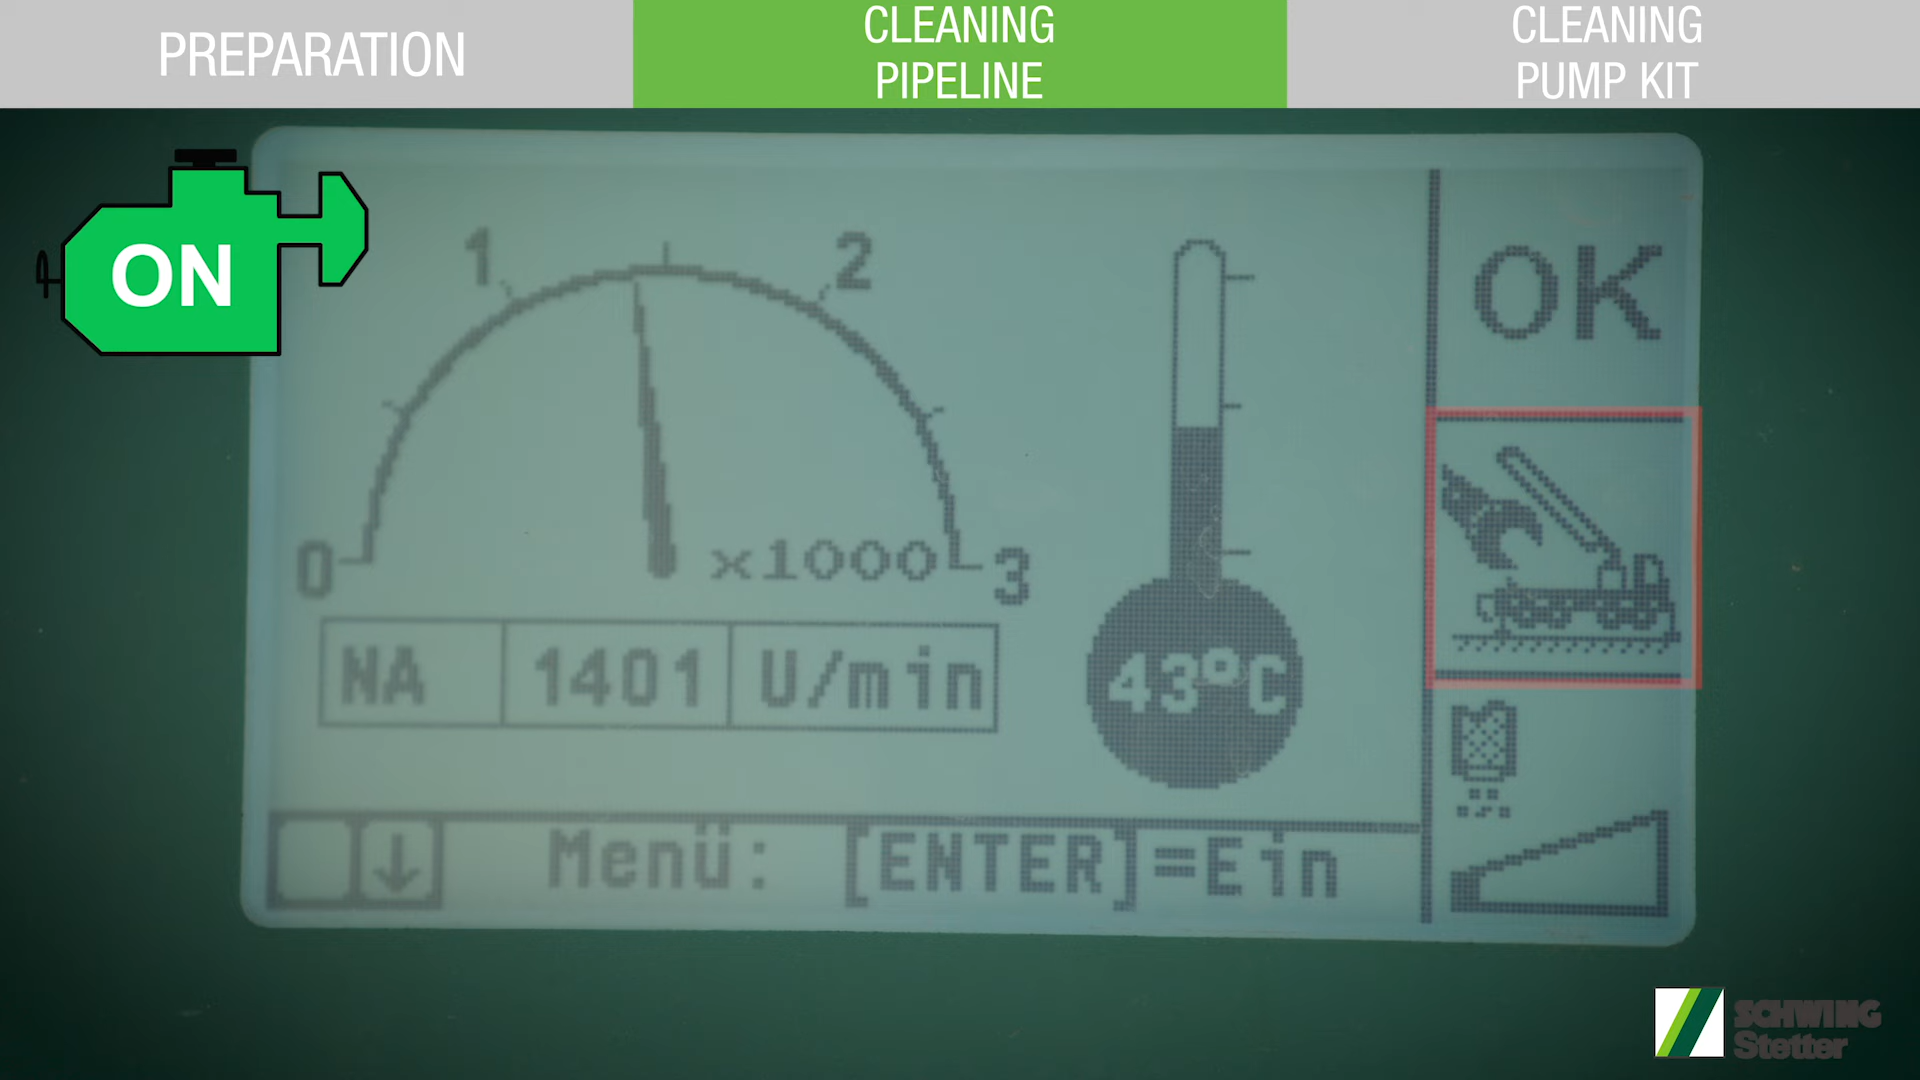 PREPARATION
CLEANING
PIPELINE
CLEANING
PUMP KIT
ON
1
2
0
x1000
3
NA 1401 U/min
43°C
OK
Menü: [ENTER]=Ein
SCHWING
Stetter